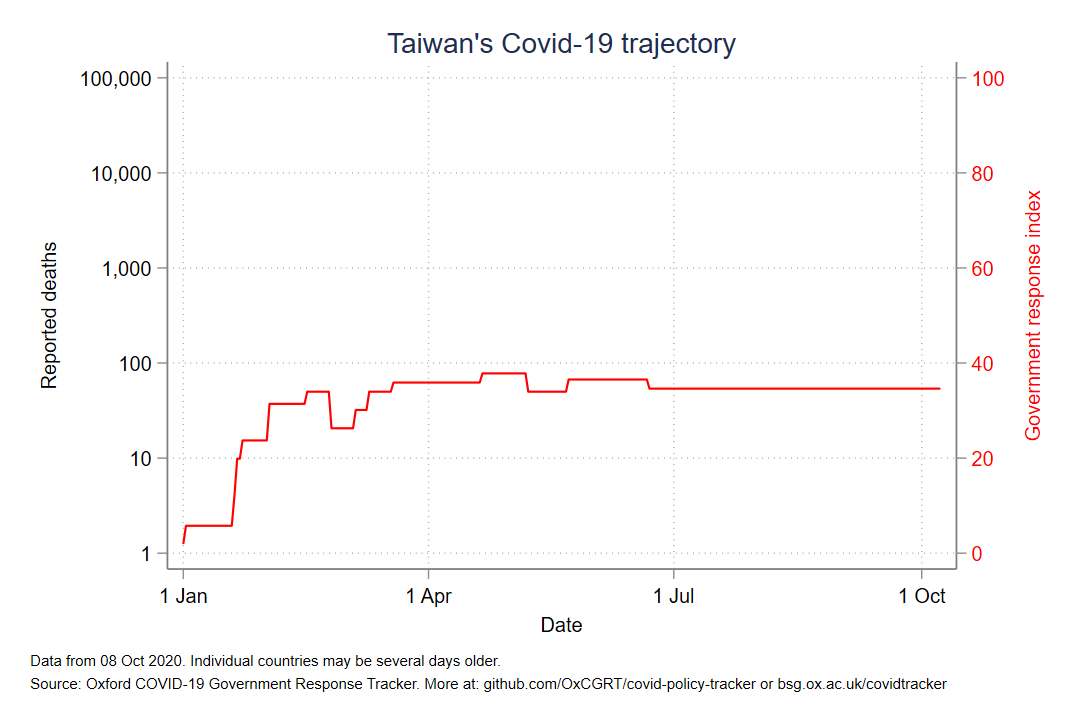 Taiwan's Covid-19 trajectory
100,000
10,000
1,000
100
10
1
Reported deaths
100
80
60
40
20
0
Government response index
1 Jan
1 Apr
1 Jul
1 Oct
Date
Data from 08 Oct 2020. Individual countries may be several days older.
Source: Oxford COVID-19 Government Response Tracker. More at: github.com/OxCGRT/covid-policy-tracker or bsg.ox.ac.uk/covidtracker